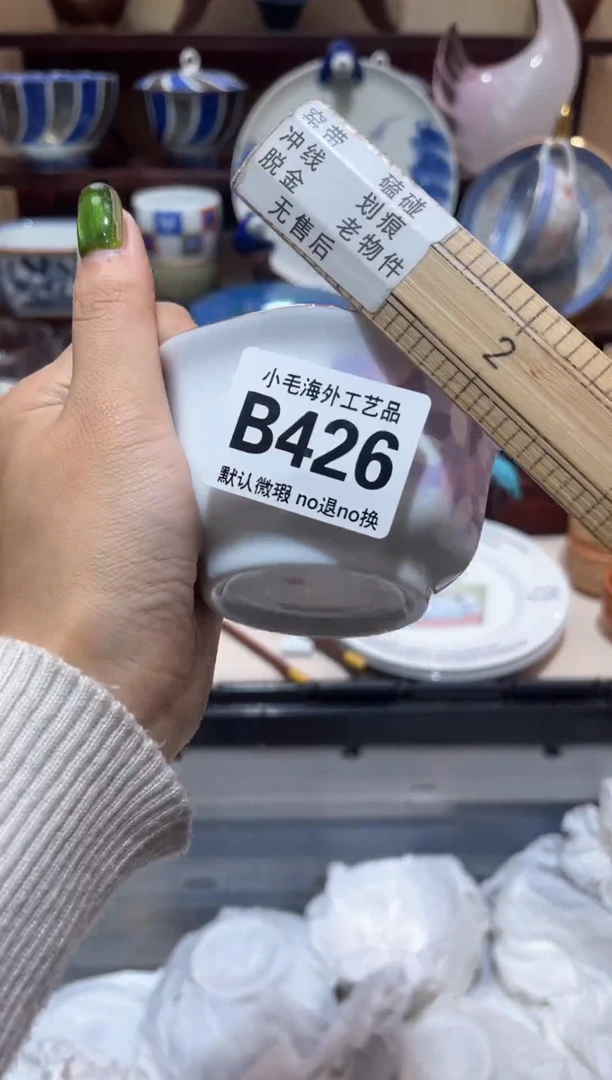 窑带 磕碰
冲线 划痕
脱金 老物件
无售后
2
小毛海外工艺品
B426
默认微瑕 no退no换